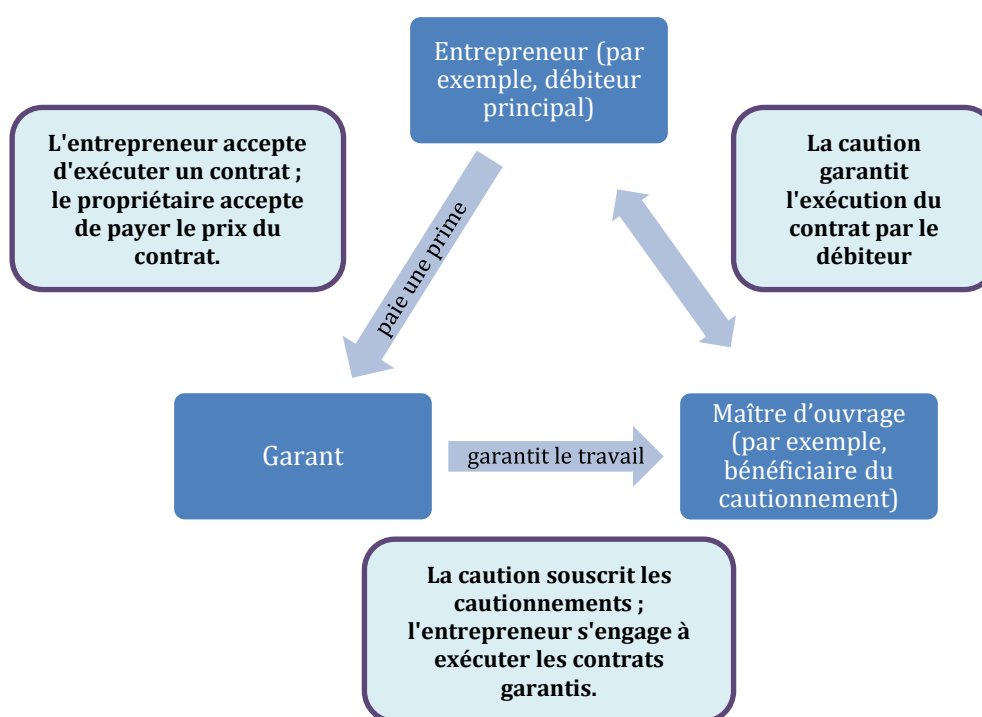 Entrepreneur (par
exemple, débiteur
principal)
L'entrepreneur accepte
d'exécuter un contrat ;
le propriétaire accepte
de payer le prix du
contrat.
La caution
garantit
l'exécution du
contrat par le
débiteur
paie une prime
Garant
garantit le travail
Maître d’ouvrage
(par exemple,
bénéficiaire du
cautionnement)
La caution souscrit les
cautionnements ;
l'entrepreneur s'engage à
exécuter les contrats
garantis.